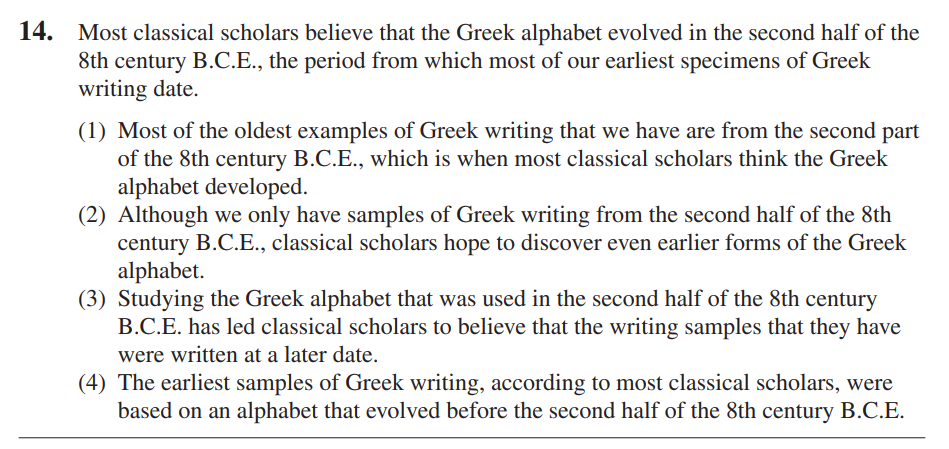 14. Most classical scholars believe that the Greek alphabet evolved in the second half of the
8th century B.C.E., the period from which most of our earliest specimens of Greek
writing date.
(1) Most of the oldest examples of Greek writing that we have are from the second part
of the 8th century B.C.E., which is when most classical scholars think the Greek
alphabet developed.
(2) Although we only have samples of Greek writing from the second half of the 8th
century B.C.E., classical scholars hope to discover even earlier forms of the Greek
alphabet.
(3) Studying the Greek alphabet that was used in the second half of the 8th century
B.C.E. has led classical scholars to believe that the writing samples that they have
were written at a later date.
(4) The earliest samples of Greek writing, according to most classical scholars, were
based on an alphabet that evolved before the second half of the 8th century B.C.E.